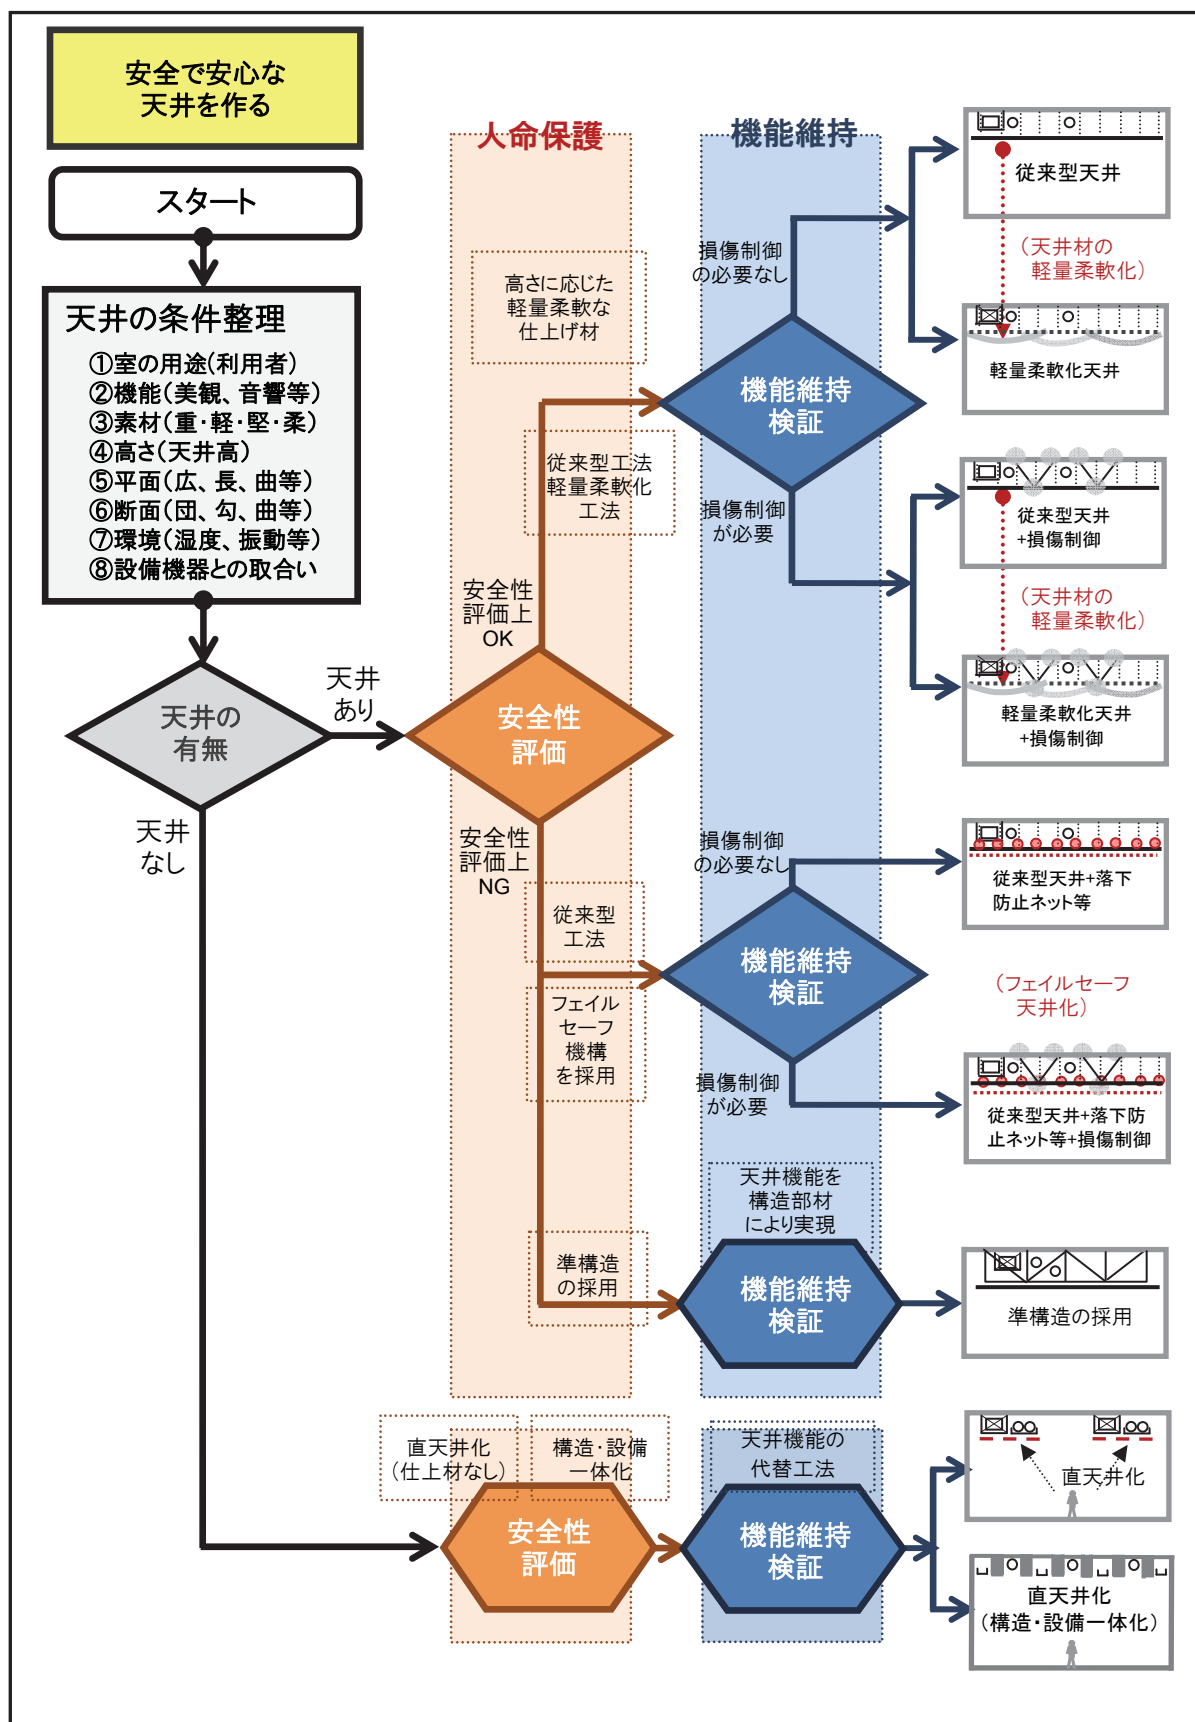 安全で安心な
天井を作る
スタート
天井の条件整理
①室の用途(利用者)
②機能(美観、音響等)
③素材(重・軽・堅・柔)
④高さ(天井高)
⑤平面(広、長、曲等)
⑥断面(団、勾、曲等)
⑦環境(湿度、振動等)
⑧設備機器との取合い
天井の
有無
天井
あり
天井
なし
人命保護
高さに応じた
軽量柔軟な
仕上げ材
従来型工法
軽量柔軟化
工法
安全性
評価上
OK
安全性
評価
安全性
評価上
NG
従来型
工法
フェイル
セーフ
機構
を採用
準構造
の採用
直天井化
(仕上材なし)
構造・設備
一体化
安全性
評価
機能維持
損傷制御
の必要なし
機能維持
検証
損傷制御
が必要
損傷制御
の必要なし
機能維持
検証
損傷制御
が必要
天井機能を
構造部材
により実現
機能維持
検証
天井機能の
代替工法
機能維持
検証
従来型天井
(天井材の
軽量柔軟化)
軽量柔軟化天井
従来型天井
+損傷制御
(天井材の
軽量柔軟化)
軽量柔軟化天井
+損傷制御
従来型天井+落下
防止ネット等
(フェイルセーフ
天井化)
従来型天井+落下防
止ネット等+損傷制御
準構造の採用
直天井化
直天井化
(構造・設備一体化)